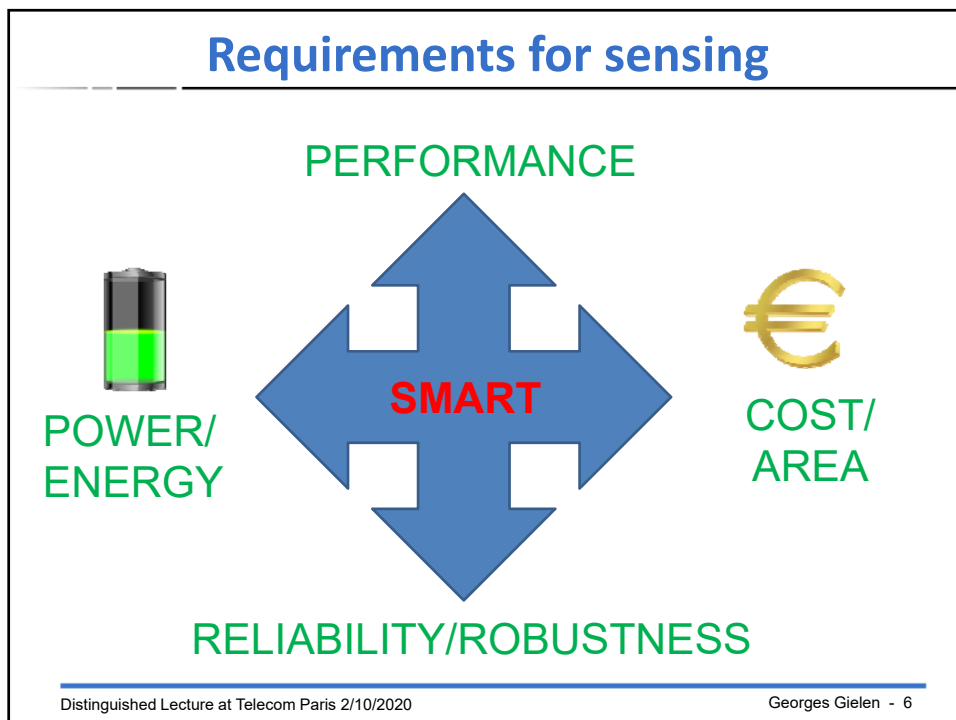 Requirements for sensing
PERFORMANCE
SMART
POWER/
ENERGY
COST/
AREA
RELIABILITY/ROBUSTNESS
Distinguished Lecture at Telecom Paris 2/10/2020
Georges Gielen - 6